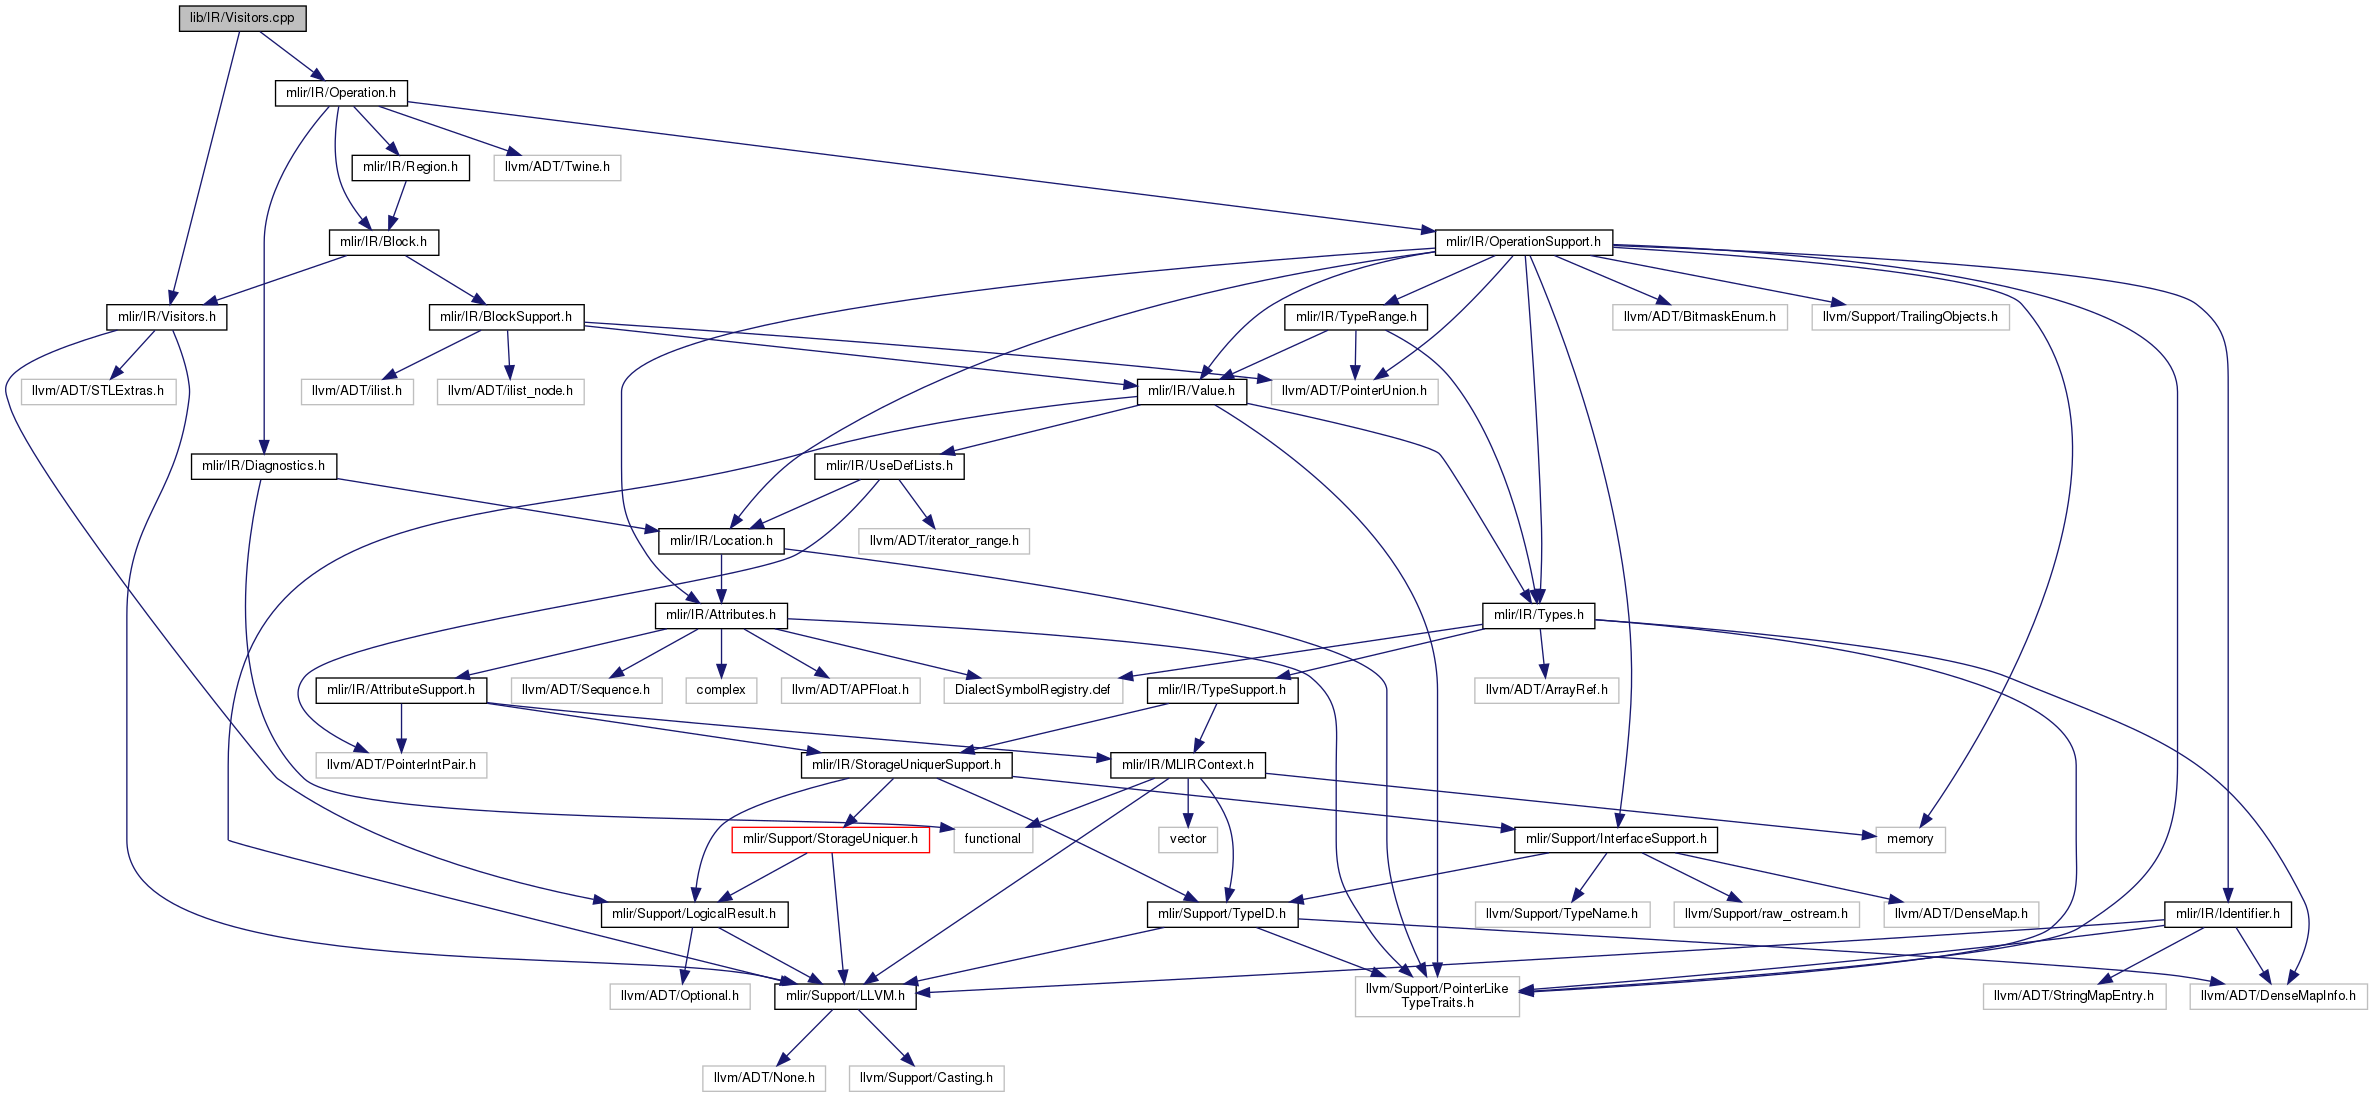 lib/IR/Visitors.cpp
mlir/IR/Operation.h
mlir/IR/Region.h
llvm/ADT/Twine.h
mlir/IR/Block.h
mlir/IR/OperationSupport.h
mlir/IR/Visitors.h
mlir/IR/BlockSupport.h
mlir/IR/TypeRange.h
llvm/ADT/BitmaskEnum.h
llvm/Support/TrailingObjects.h
llvm/ADT/STLExtras.h
llvm/ADT/ilist.h
llvm/ADT/ilist_node.h
mlir/IR/Value.h
llvm/ADT/PointerUnion.h
mlir/IR/Diagnostics.h
mlir/IR/UseDefLists.h
mlir/IR/Location.h
llvm/ADT/iterator_range.h
mlir/IR/Attributes.h
mlir/IR/Types.h
mlir/IR/AttributeSupport.h
llvm/ADT/Sequence.h
complex
llvm/ADT/APFloat.h
DialectSymbolRegistry.def
mlir/IR/TypeSupport.h
llvm/ADT/ArrayRef.h
llvm/ADT/PointerIntPair.h
mlir/IR/StorageUniquerSupport.h
mlir/IR/MLIRContext.h
mlir/Support/StorageUniquer.h
functional
vector
mlir/Support/InterfaceSupport.h
memory
mlir/Support/LogicalResult.h
mlir/Support/TypeID.h
llvm/Support/TypeName.h
llvm/Support/raw_ostream.h
llvm/ADT/DenseMap.h
mlir/IR/Identifier.h
llvm/ADT/Optional.h
mlir/Support/LLVM.h
llvm/Support/PointerLike
TypeTraits.h
llvm/ADT/StringMapEntry.h
llvm/ADT/DenseMapInfo.h
llvm/ADT/None.h
llvm/Support/Casting.h